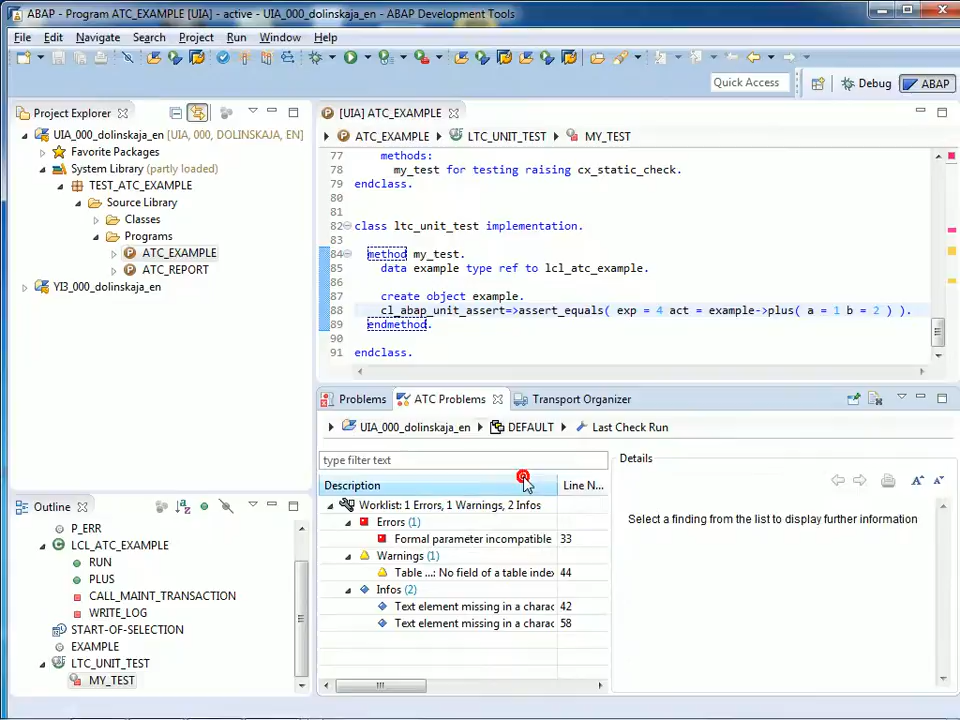 ABAP - Program ATC_EXAMPLE [UIA] - active - UIA_000_dolinskaja_en - ABAP Development Tools
File Edit Navigate Search Project Run Window Help
Quick Access Debug ABAP
Project Explorer
UIA_000_dolinskaja_en [UIA, 000, DOLINSKAJA, EN]
Favorite Packages
System Library (partly loaded)
TEST_ATC_EXAMPLE
Source Library
Classes
Programs
ATC_EXAMPLE
ATC_REPORT
YI3_000_dolinskaja_en
[UIA] ATC_EXAMPLE
ATC_EXAMPLE LTC_UNIT_TEST MY_TEST
77 methods:
78 my_test for testing raising cx_static_check.
79 endclass.
80
81
82 class ltc_unit_test implementation.
83
84 method my_test.
85 data example type ref to lcl_atc_example.
86
87 create object example.
88 cl_abap_unit_assert=>assert_equals( exp = 4 act = example->plus( a = 1 b = 2 ) ).
89 endmethod.
90
91 endclass.
Outline
P_ERR
LCL_ATC_EXAMPLE
RUN
PLUS
CALL_MAINT_TRANSACTION
WRITE_LOG
START-OF-SELECTION
EXAMPLE
LTC_UNIT_TEST
MY_TEST
Problems ATC Problems Transport Organizer
UIA_000_dolinskaja_en DEFAULT Last Check Run
type filter text
Description Line N...
Worklist: 1 Errors, 1 Warnings, 2 Infos
Errors (1)
Formal parameter incompatible 33
Warnings (1)
Table ...: No field of a table index 44
Infos (2)
Text element missing in a charac 42
Text element missing in a charac 58
Details
A A
Select a finding from the list to display further information